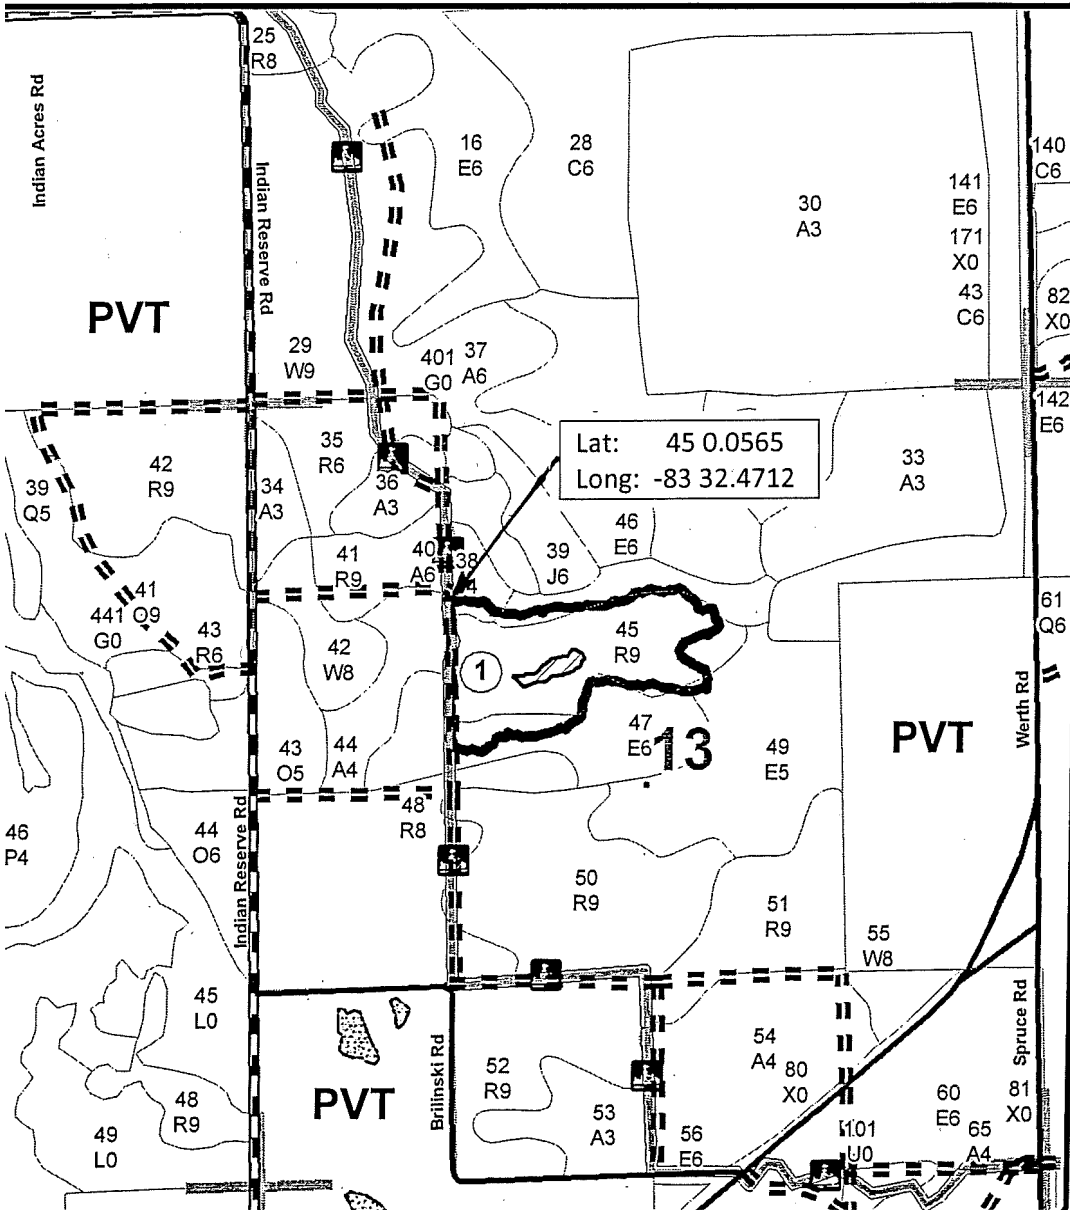 25
R8
Indian Acres Rd
Indian Reserve Rd
16
E6
28
C6
140
C6
141
E6
30
A3
171
X0
43
C6
82
X0
PVT
29
W9
401
G0
37
A6
142
E6
Lat: 45 0.0565
Long: -83 32.4712
35
R6
42
R9
39
Q5
34
A3
36
A3
33
A3
46
E6
41
R9
40
A6
38
39
J6
41
O9
441
G0
43
R6
42
W8
45
R9
1
61
Q6
Werth Rd
PVT
47
E6
13
49
E5
43
O5
44
A4
48
R8
46
P4
44
O6
Indian Reserve Rd
50
R9
51
R9
55
W8
45
L0
Spruce Rd
54
A4
80
X0
52
R9
Brilinski Rd
PVT
48
R9
49
L0
53
A3
56
E6
60
E6
81
X0
101
U0
65
A4